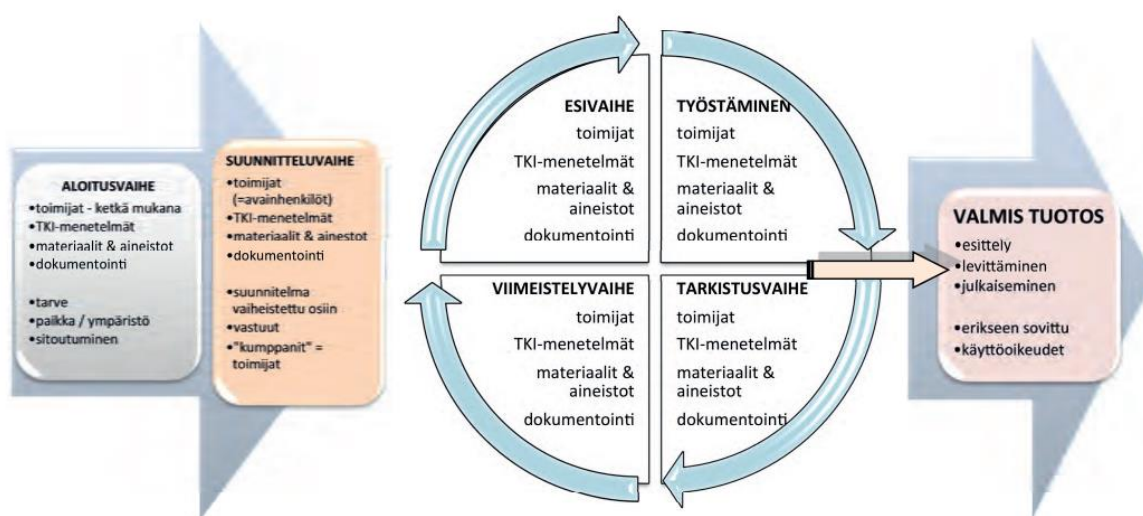 ALOITUSVAIHE
•toimijat - ketkä mukana
•TKI-menetelmät
•materiaalit & aineistot
•dokumentointi
•tarve
•paikka / ympäristö
•sitoutuminen
SUUNNITTELUVAIHE
•toimijat
(=avainhenkilöt)
•TKI-menetelmät
•materiaalit & ainestot
•dokumentointi
•suunnitelma
vaiheistettu osiin
•vastuut
•"kumppanit" =
toimijat
ESIVAIHE
toimijat
TKI-menetelmät
materiaalit &
aineistot
dokumentointi
TYÖSTÄMINEN
toimijat
TKI-menetelmät
materiaalit &
aineistot
dokumentointi
VIIMEISTELYVAIHE
toimijat
TKI-menetelmät
materiaalit &
aineistot
dokumentointi
TARKISTUSVAIHE
toimijat
TKI-menetelmät
materiaalit &
aineistot
dokumentointi
VALMIS TUOTOS
•esittely
•levittäminen
•julkaiseminen
•erikseen sovittu
•käyttöoikeudet